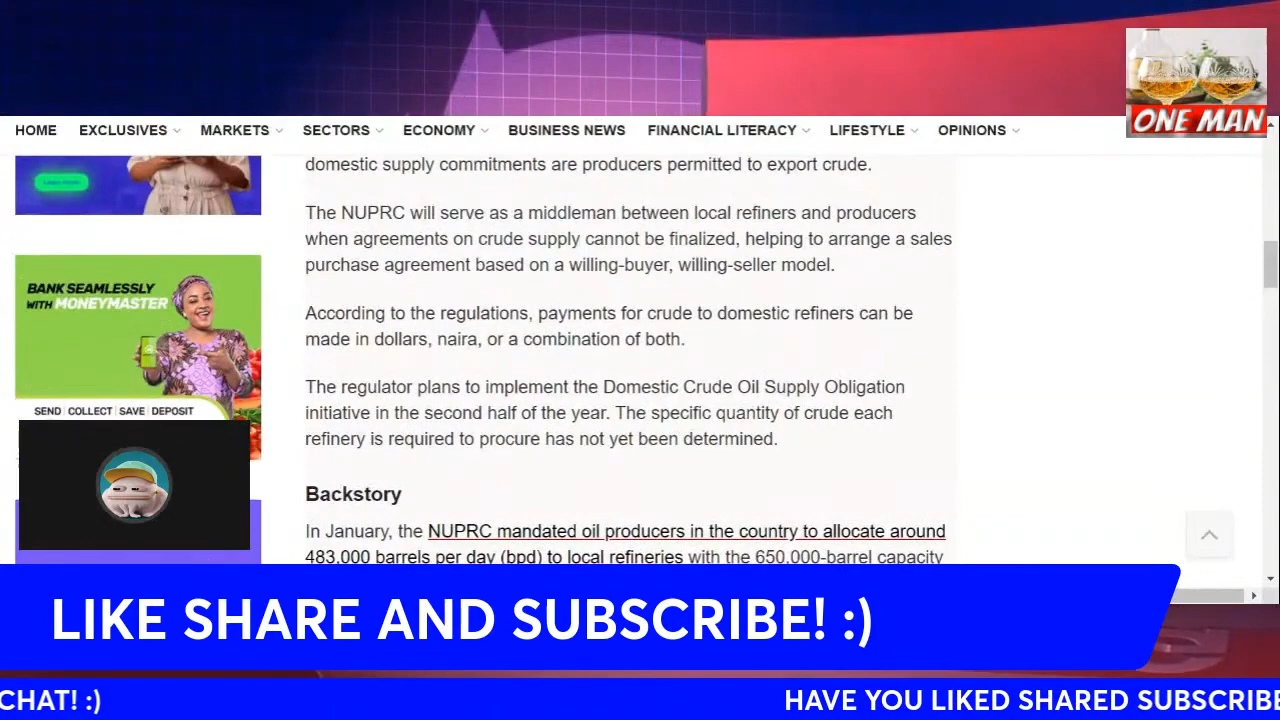 ONE MAN
HOME EXCLUSIVES MARKETS SECTORS ECONOMY BUSINESS NEWS FINANCIAL LITERACY LIFESTYLE OPINIONS
domestic supply commitments are producers permitted to export crude.
The NUPRC will serve as a middleman between local refiners and producers
when agreements on crude supply cannot be finalized, helping to arrange a sales
purchase agreement based on a willing-buyer, willing-seller model.
BANK SEAMLESSLY
WITH MONEYMASTER
SEND | COLLECT | SAVE | DEPOSIT
According to the regulations, payments for crude to domestic refiners can be
made in dollars, naira, or a combination of both.
The regulator plans to implement the Domestic Crude Oil Supply Obligation
initiative in the second half of the year. The specific quantity of crude each
refinery is required to procure has not yet been determined.
Backstory
In January, the NUPRC mandated oil producers in the country to allocate around
483,000 barrels per day (bpd) to local refineries with the 650,000-barrel capacity
LIKE SHARE AND SUBSCRIBE! :)
CHAT! :) HAVE YOU LIKED SHARED SUBSCRIBE